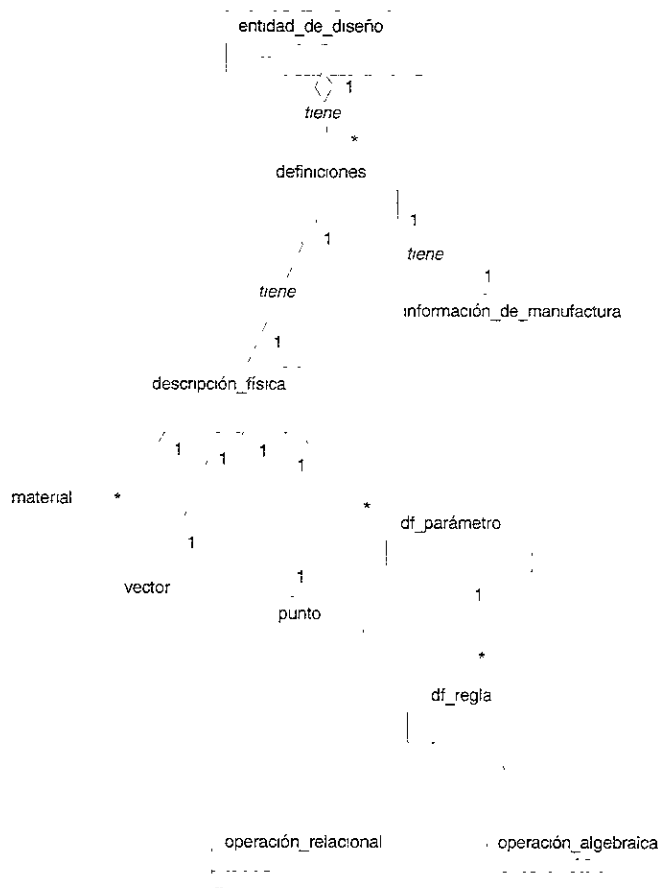 entidad_de_diseño
1
tiene
*
definiciones
1
1
tiene
tiene
1
información_de_manufactura
1
descripción_física
1
1
1
1
material
*
*
df_parámetro
1
vector
1
punto
1
*
df_regla
operación_relacional
operación_algebraica